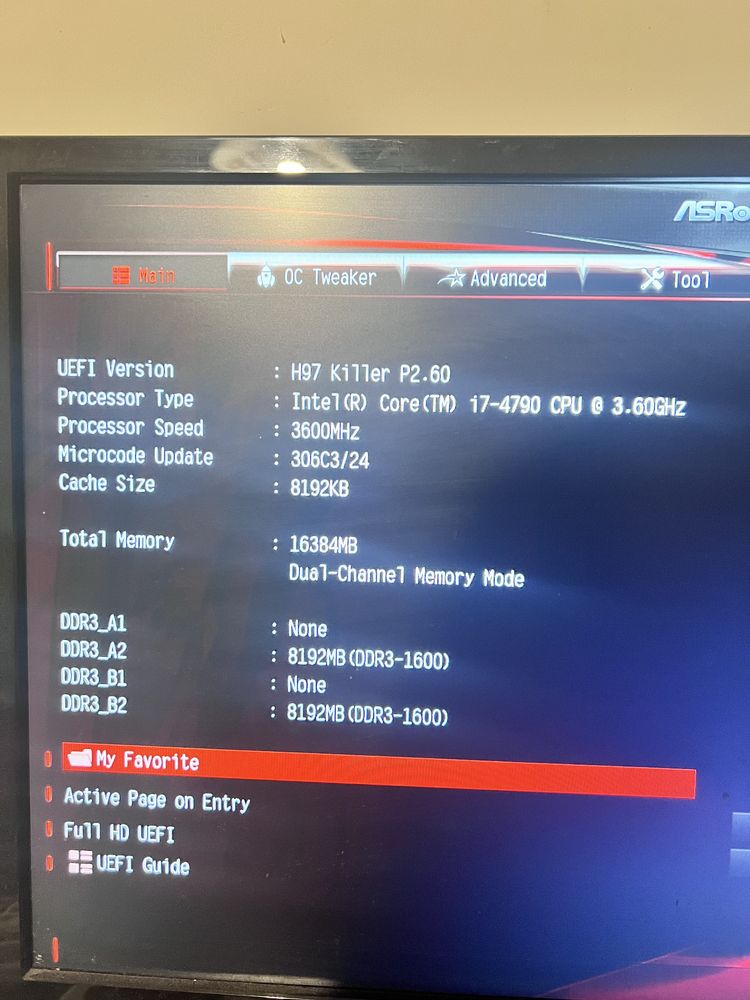 ASRo
Main OC Tweaker Advanced Tool
UEFI Version : H97 Killer P2.60
Processor Type : Intel(R) Core(TM) i7-4790 CPU @ 3.60GHz
Processor Speed : 3600MHz
Microcode Update : 306C3/24
Cache Size : 8192KB
Total Memory : 16384MB
Dual-Channel Memory Mode
DDR3_A1 : None
DDR3_A2 : 8192MB(DDR3-1600)
DDR3_B1 : None
DDR3_B2 : 8192MB(DDR3-1600)
My Favorite
Active Page on Entry
Full HD UEFI
UEFI Guide